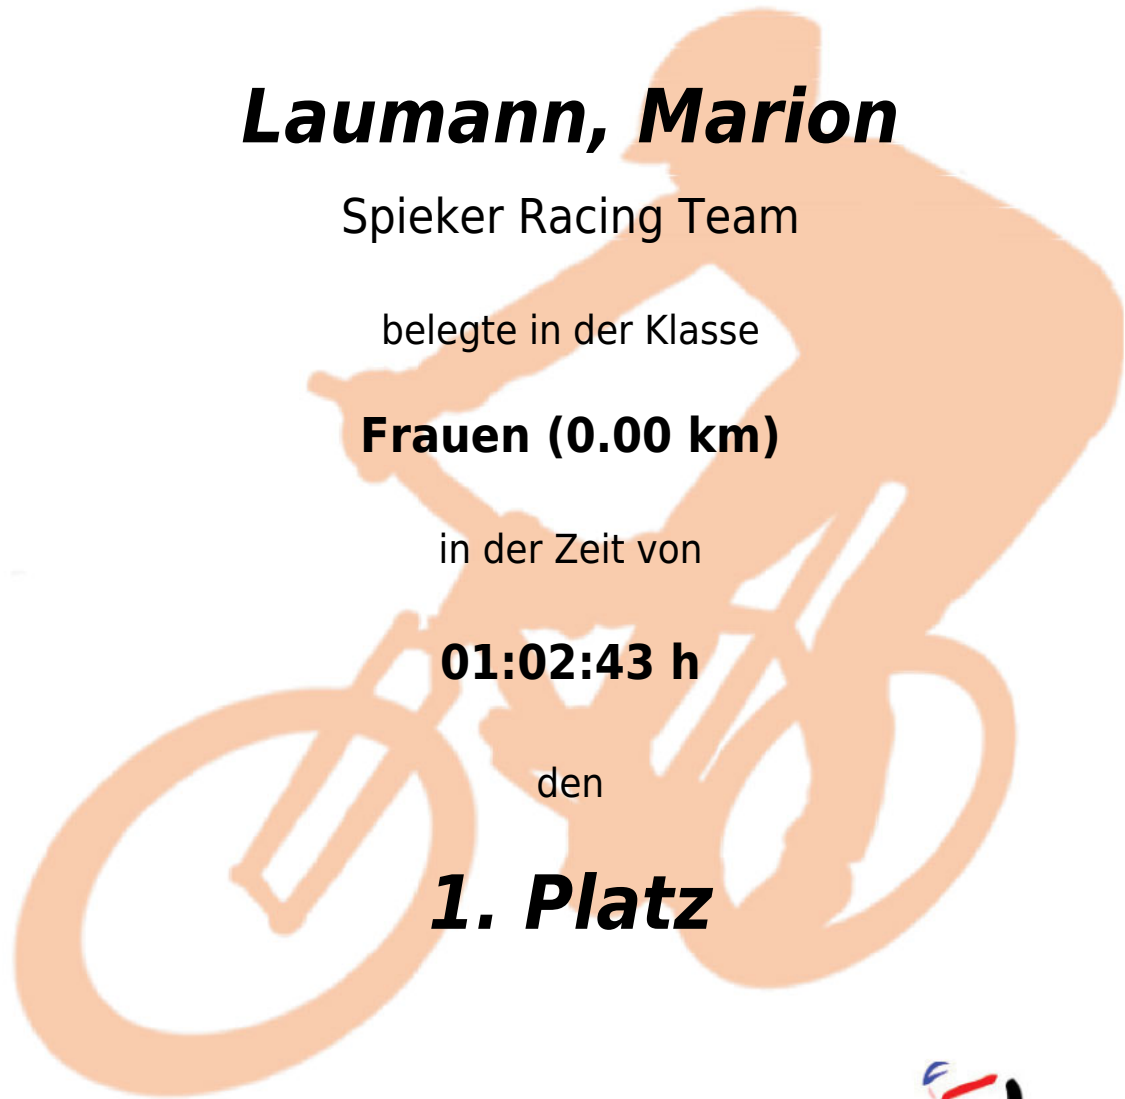 Laumann, Marion
Spieker Racing Team
belegte in der Klasse
Frauen (0.00 km)
in der Zeit von
01:02:43 h
den
1. Platz